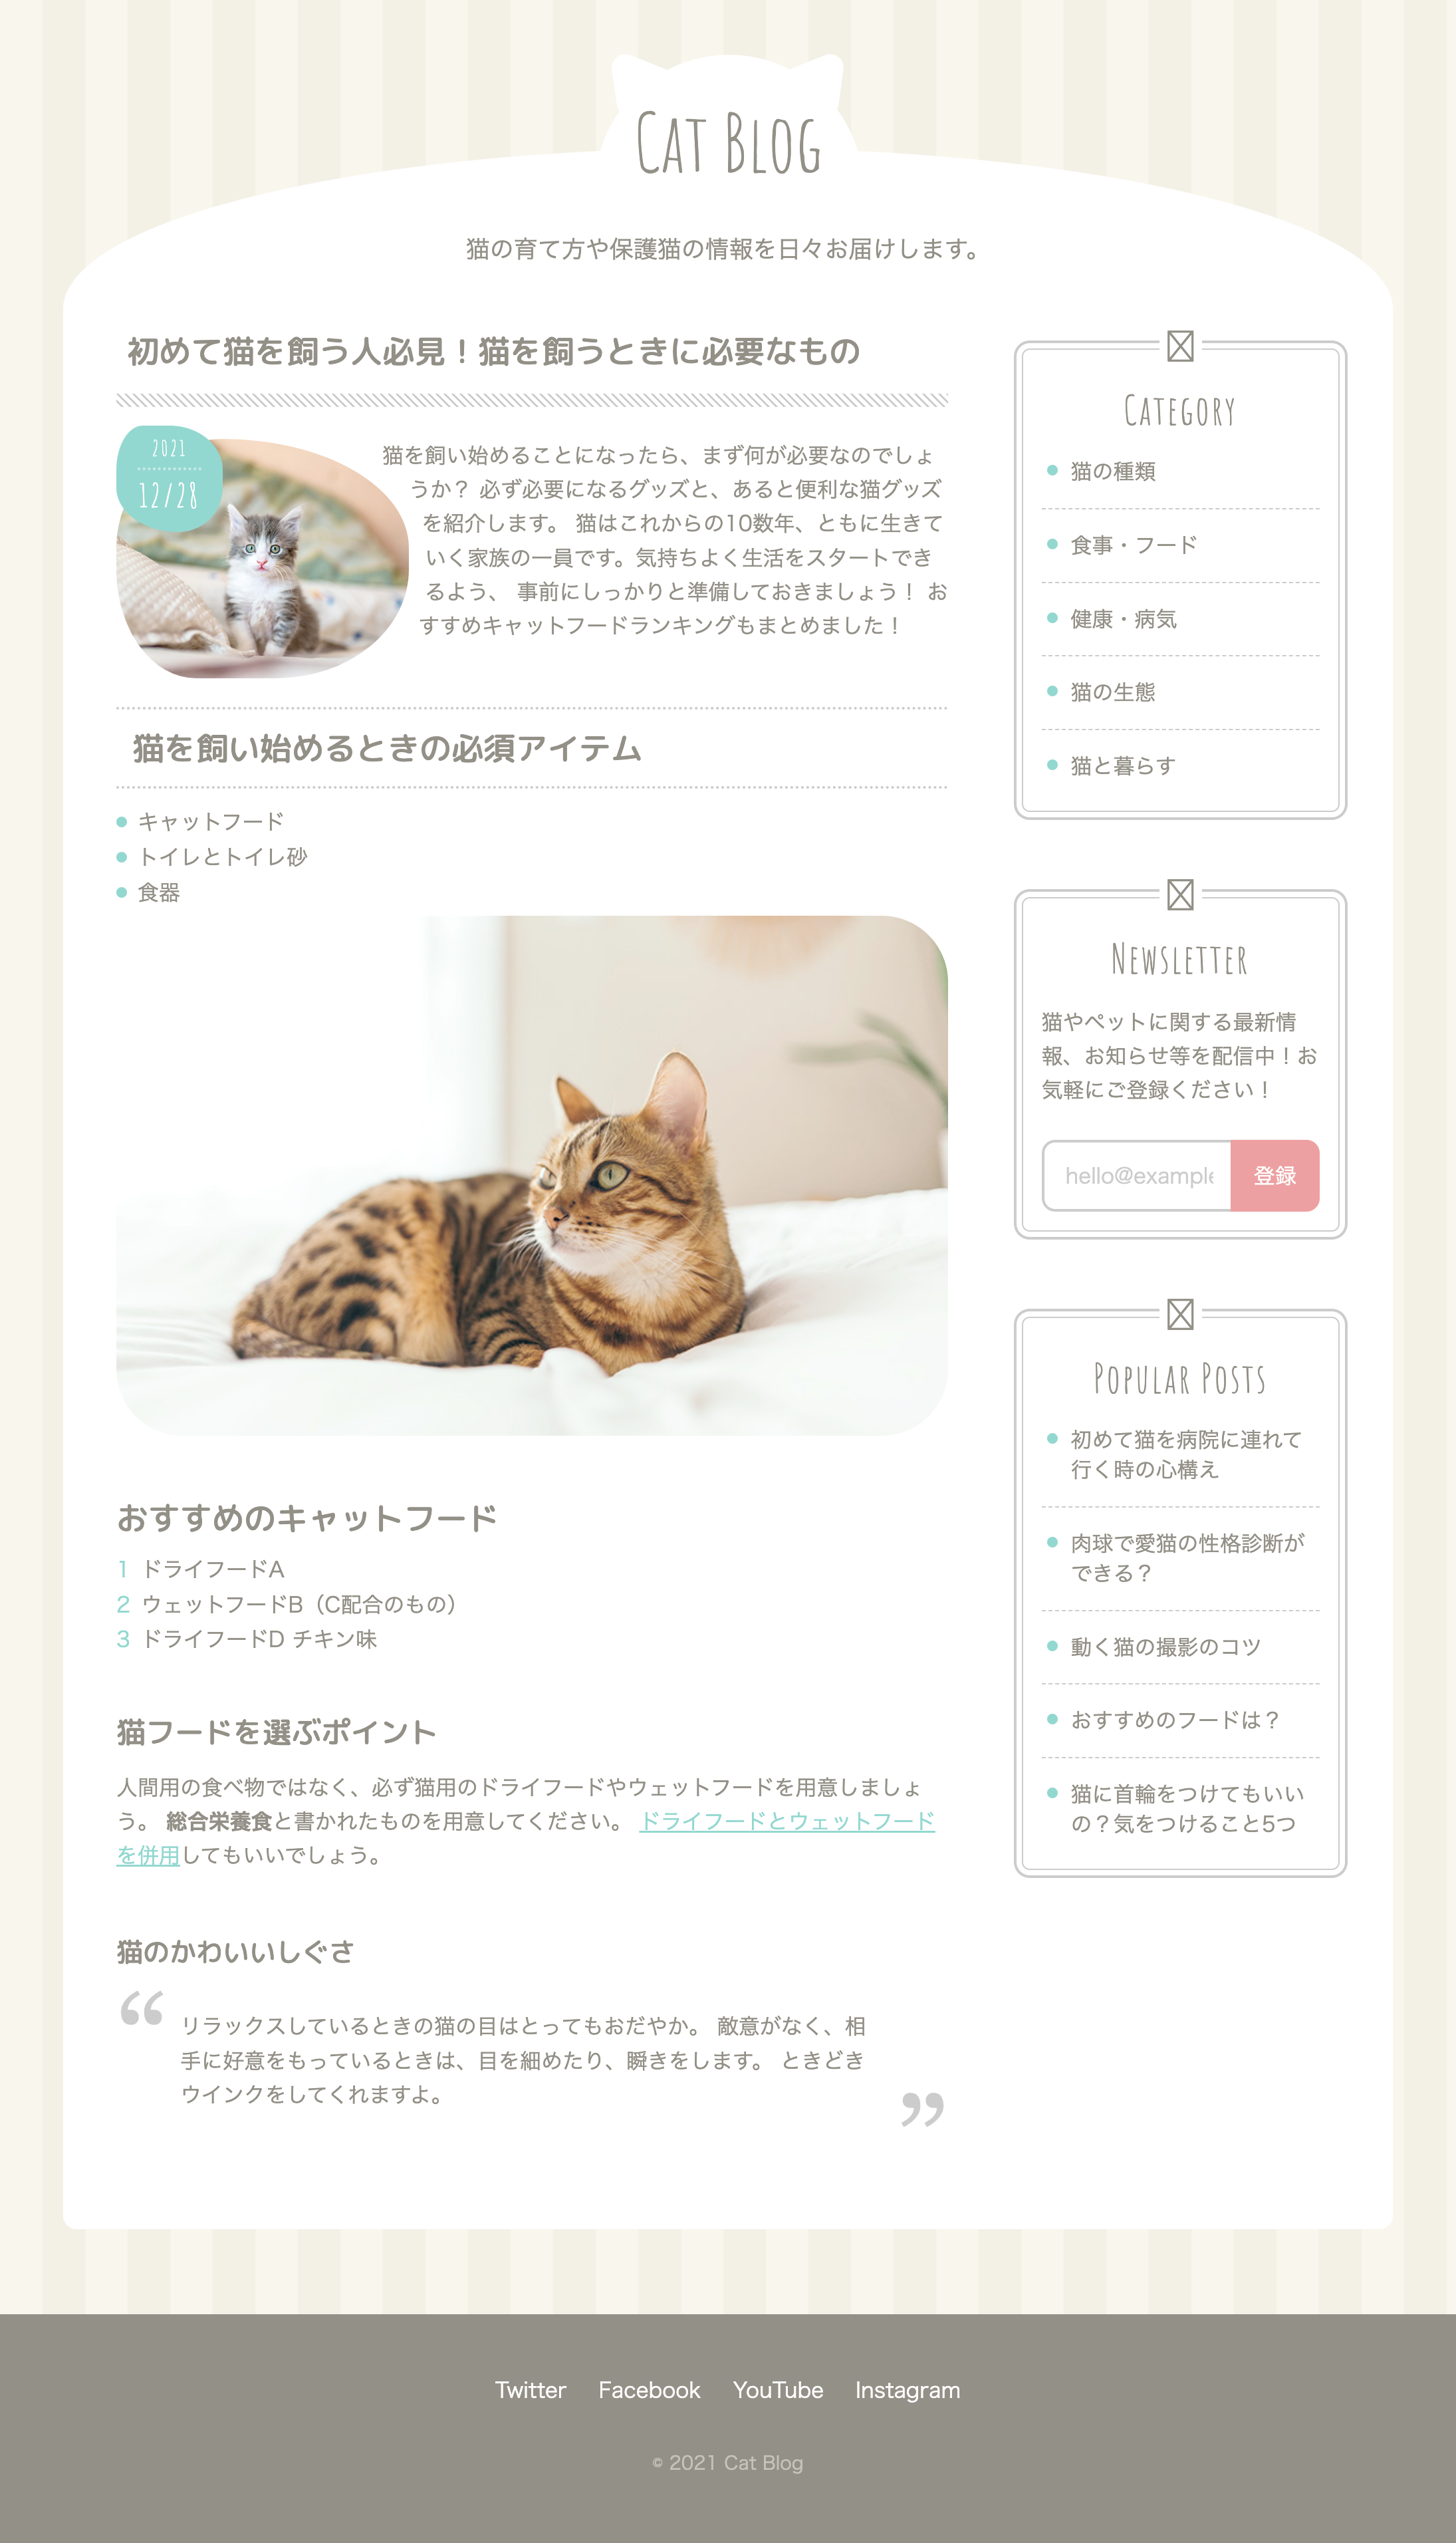 Cat Blog
猫の育て方や保護猫の情報を日々お届けします。
初めて猫を飼う人必見！猫を飼うときに必要なもの
2021
12/28
猫を飼い始めることになったら、まず何が必要なのでしょ
うか？ 必ず必要になるグッズと、あると便利な猫グッズ
を紹介します。 猫はこれからの10数年、ともに生きて
いく家族の一員です。気持ちよく生活をスタートでき
るよう、 事前にしっかりと準備しておきましょう！ お
すすめキャットフードランキングもまとめました！
猫を飼い始めるときの必須アイテム
キャットフード
トイレとトイレ砂
食器
おすすめのキャットフード
1 ドライフードA
2 ウェットフードB（C配合のもの）
3 ドライフードD チキン味
猫フードを選ぶポイント
人間用の食べ物ではなく、必ず猫用のドライフードやウェットフードを用意しましょ
う。 総合栄養食と書かれたものを用意してください。 ドライフードとウェットフード
を併用してもいいでしょう。
猫のかわいいしぐさ
“
リラックスしているときの猫の目はとってもおだやか。 敵意がなく、相
手に好意をもっているときは、目を細めたり、瞬きをします。 ときどき
ウインクをしてくれますよ。
”
Category
猫の種類
食事・フード
健康・病気
猫の生態
猫と暮らす
Newsletter
猫やペットに関する最新情
報、お知らせ等を配信中！お
気軽にご登録ください！
hello@example
登録
Popular Posts
初めて猫を病院に連れて
行く時の心構え
肉球で愛猫の性格診断が
できる？
動く猫の撮影のコツ
おすすめのフードは？
猫に首輪をつけてもいい
の？気をつけること5つ
Twitter Facebook YouTube Instagram
© 2021 Cat Blog